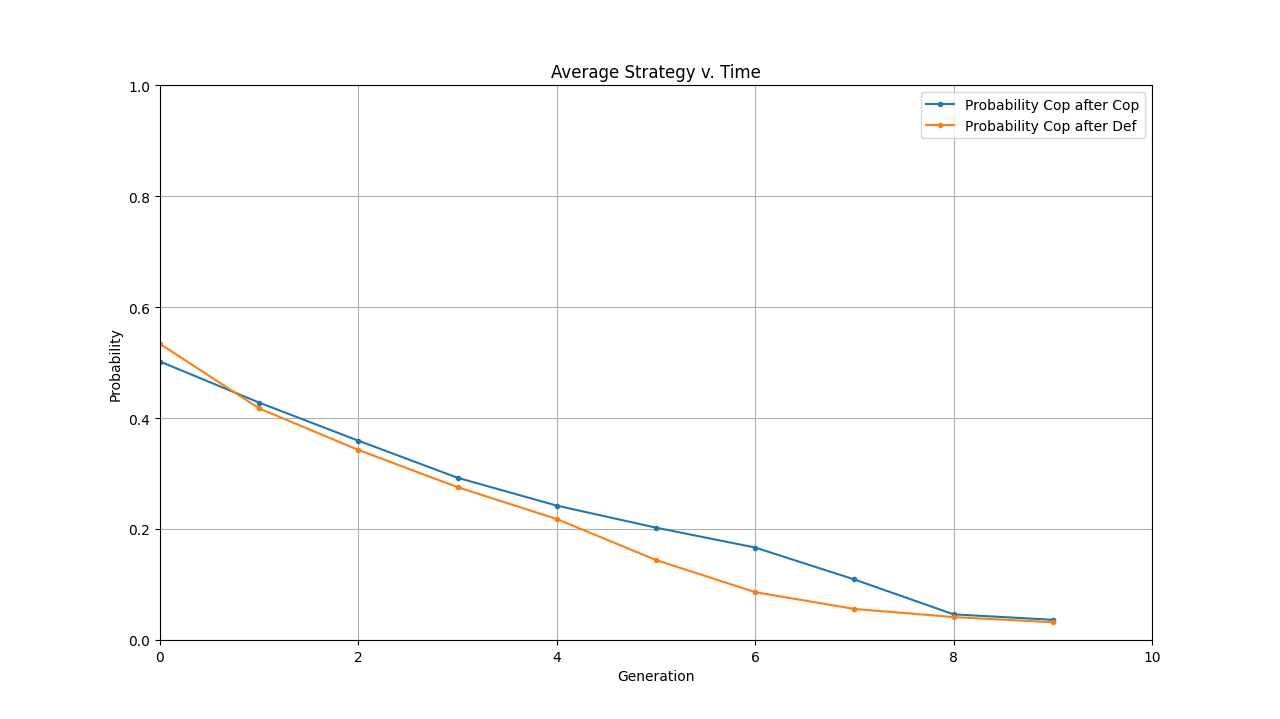 Average Strategy v. Time
Probability Cop after Cop
Probability Cop after Def
1.0
0.8
0.6
0.4
0.2
0.0
Probability
0 2 4 6 8 10
Generation